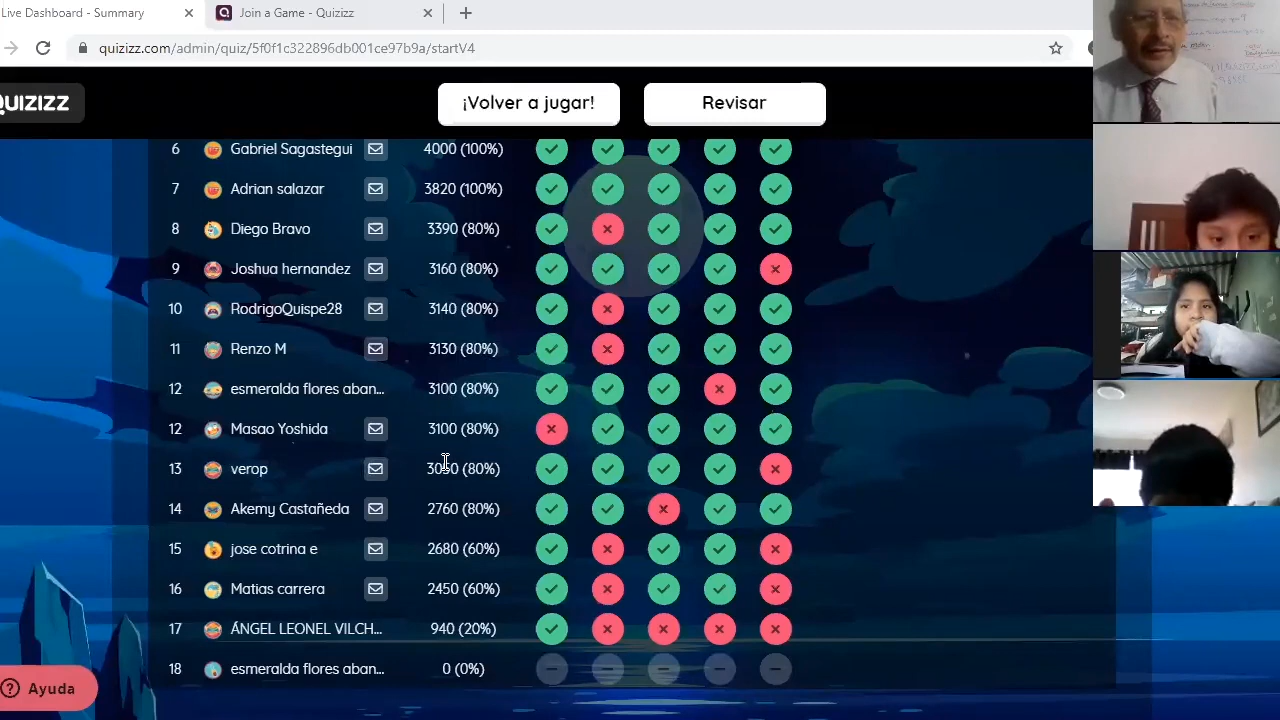 Live Dashboard - Summary
Join a Game - Quizizz
quizizz.com/admin/quiz/5f0f1c322896db001ce97b9a/startV4
QUIZIZZ
¡Volver a jugar!
Revisar
6 Gabriel Sagastegui 4000 (100%)
7 Adrian salazar 3820 (100%)
8 Diego Bravo 3390 (80%)
9 Joshua hernandez 3160 (80%)
10 RodrigoQuispe28 3140 (80%)
11 Renzo M 3130 (80%)
12 esmeralda flores aban... 3100 (80%)
12 Masao Yoshida 3100 (80%)
13 verop (80%)
14 Akemy Castañeda 2760 (80%)
15 jose cotrina e 2680 (60%)
16 Matias carrera 2450 (60%)
17 ÁNGEL LEONEL VILCH... 940 (20%)
18 esmeralda flores aban... 0 (0%)
Ayuda